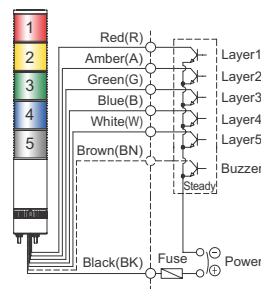 1
2
3
4
5
Red(R)
Amber(A)
Green(G)
Blue(B)
White(W)
Brown(BN)
Black(BK)
Layer1
Layer2
Layer3
Layer4
Layer5
Buzzer
Steady
Fuse
Power